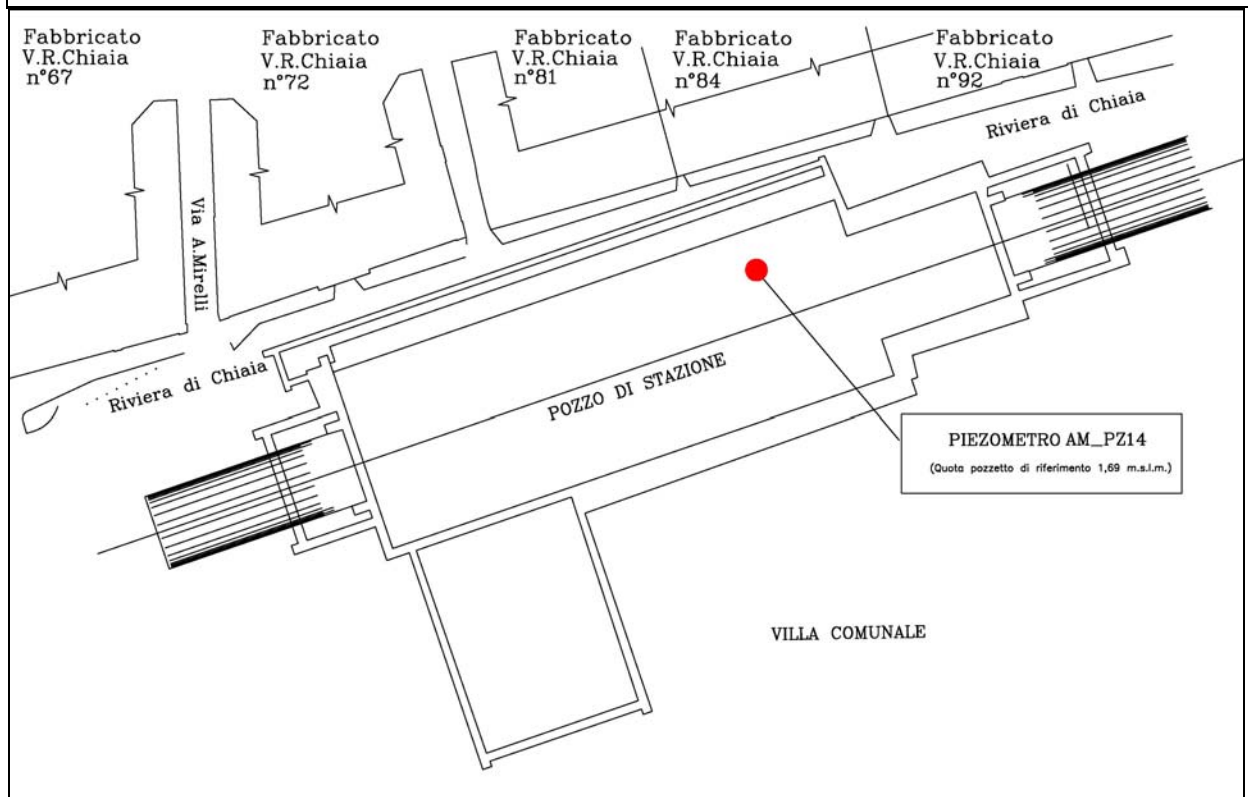 Fabbricato
V.R.Chiaia
n°67
Fabbricato
V.R.Chiaia
n°72
Fabbricato
V.R.Chiaia
n°81
Fabbricato
V.R.Chiaia
n°84
Fabbricato
V.R.Chiaia
n°92
Riviera di Chiaia
Via A.Mirelli
Riviera di Chiaia
POZZO DI STAZIONE
PIEZOMETRO AM_PZ14
(Quota pozzetto di riferimento 1,69 m.s.l.m.)
VILLA COMUNALE